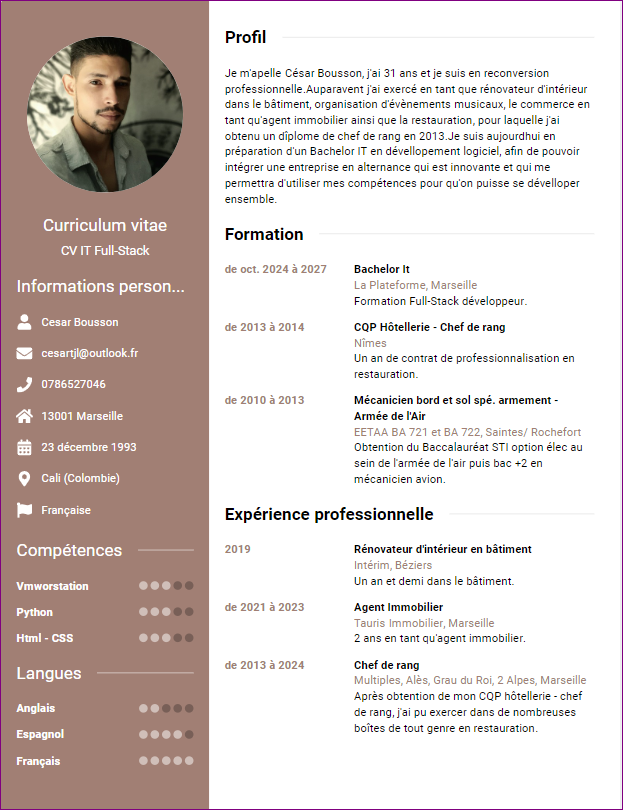 Curriculum vitae
CV IT Full-Stack
Informations person...
Cesar Bousson
cesartjl@outlook.fr
0786527046
13001 Marseille
23 décembre 1993
Cali (Colombie)
Française
Compétences
Vmworstation
Python
Html - CSS
Langues
Anglais
Espagnol
Français
Profil
Je m'apelle César Bousson, j'ai 31 ans et je suis en reconversion
professionnelle.Auparavent j'ai exercé en tant que rénovateur d'intérieur
dans le bâtiment, organisation d'évènements musicaux, le commerce en
tant qu'agent immobilier ainsi que la restauration, pour laquelle j'ai
obtenu un dîplome de chef de rang en 2013.Je suis aujourdhui en
préparation d'un Bachelor IT en dévellopement logiciel, afin de pouvoir
intégrer une entreprise en alternance qui est innovante et qui me
permettra d'utiliser mes compétences pour qu'on puisse se dévelloper
ensemble.
Formation
de oct. 2024 à 2027
Bachelor It
La Plateforme, Marseille
Formation Full-Stack développeur.
de 2013 à 2014
CQP Hôtellerie - Chef de rang
Nîmes
Un an de contrat de professionnalisation en
restauration.
de 2010 à 2013
Mécanicien bord et sol spé. armement -
Armée de l'Air
EETAA BA 721 et BA 722, Saintes/ Rochefort
Obtention du Baccalauréat STI option élec au
sein de l'armée de l'air puis bac +2 en
mécanicien avion.
Expérience professionnelle
2019
Rénovateur d'intérieur en bâtiment
Intérim, Béziers
Un an et demi dans le bâtiment.
de 2021 à 2023
Agent Immobilier
Tauris Immobilier, Marseille
2 ans en tant qu'agent immobilier.
de 2013 à 2024
Chef de rang
Multiples, Alès, Grau du Roi, 2 Alpes, Marseille
Après obtention de mon CQP hôtellerie - chef
de rang, j'ai pu exercer dans de nombreuses
boîtes de tout genre en restauration.